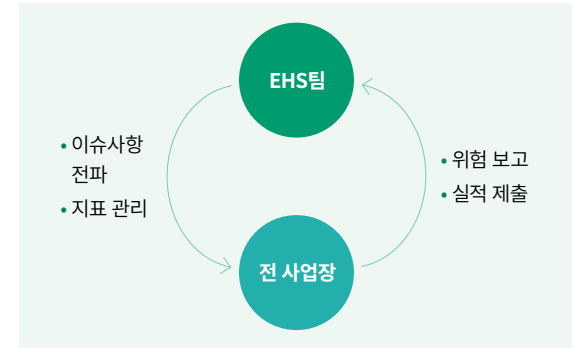 EHS팀
• 이슈사항
전파
• 지표 관리
• 위험 보고
• 실적 제출
전 사업장